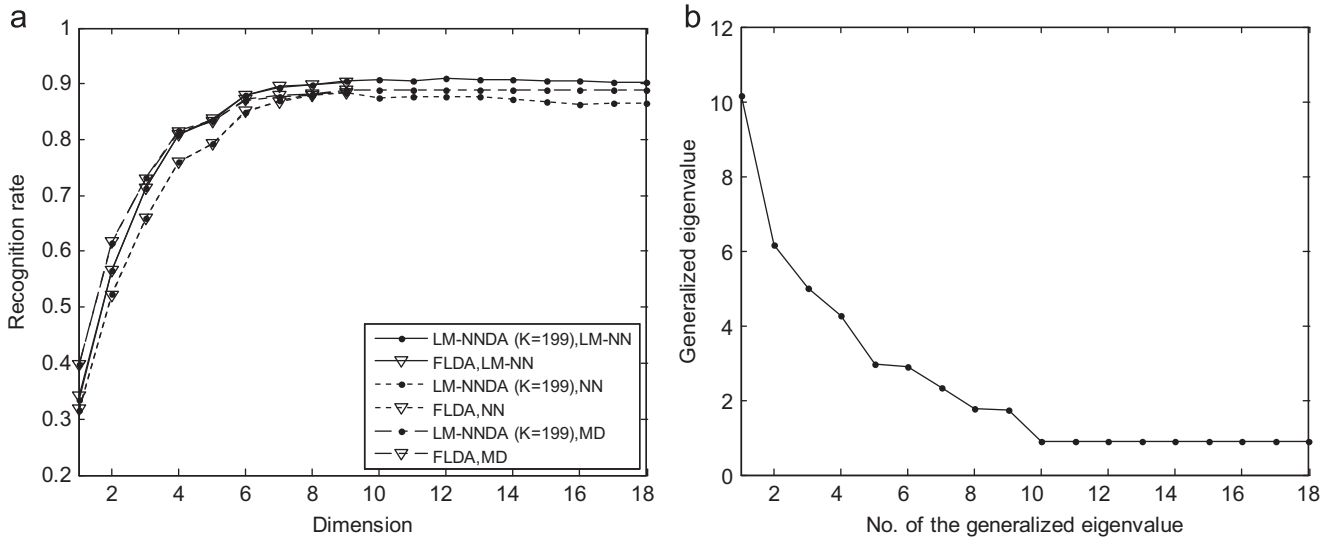 a
1
0.9
0.8
0.7
0.6
0.5
0.4
0.3
0.2
Recognition rate
2 4 6 8 10 12 14 16 18
Dimension
LM-NNDA (K=199),LM-NN
FLDA,LM-NN
LM-NNDA (K=199),NN
FLDA,NN
LM-NNDA (K=199),MD
FLDA,MD
b
12
10
8
6
4
2
0
Generalized eigenvalue
2 4 6 8 10 12 14 16 18
No. of the generalized eigenvalue